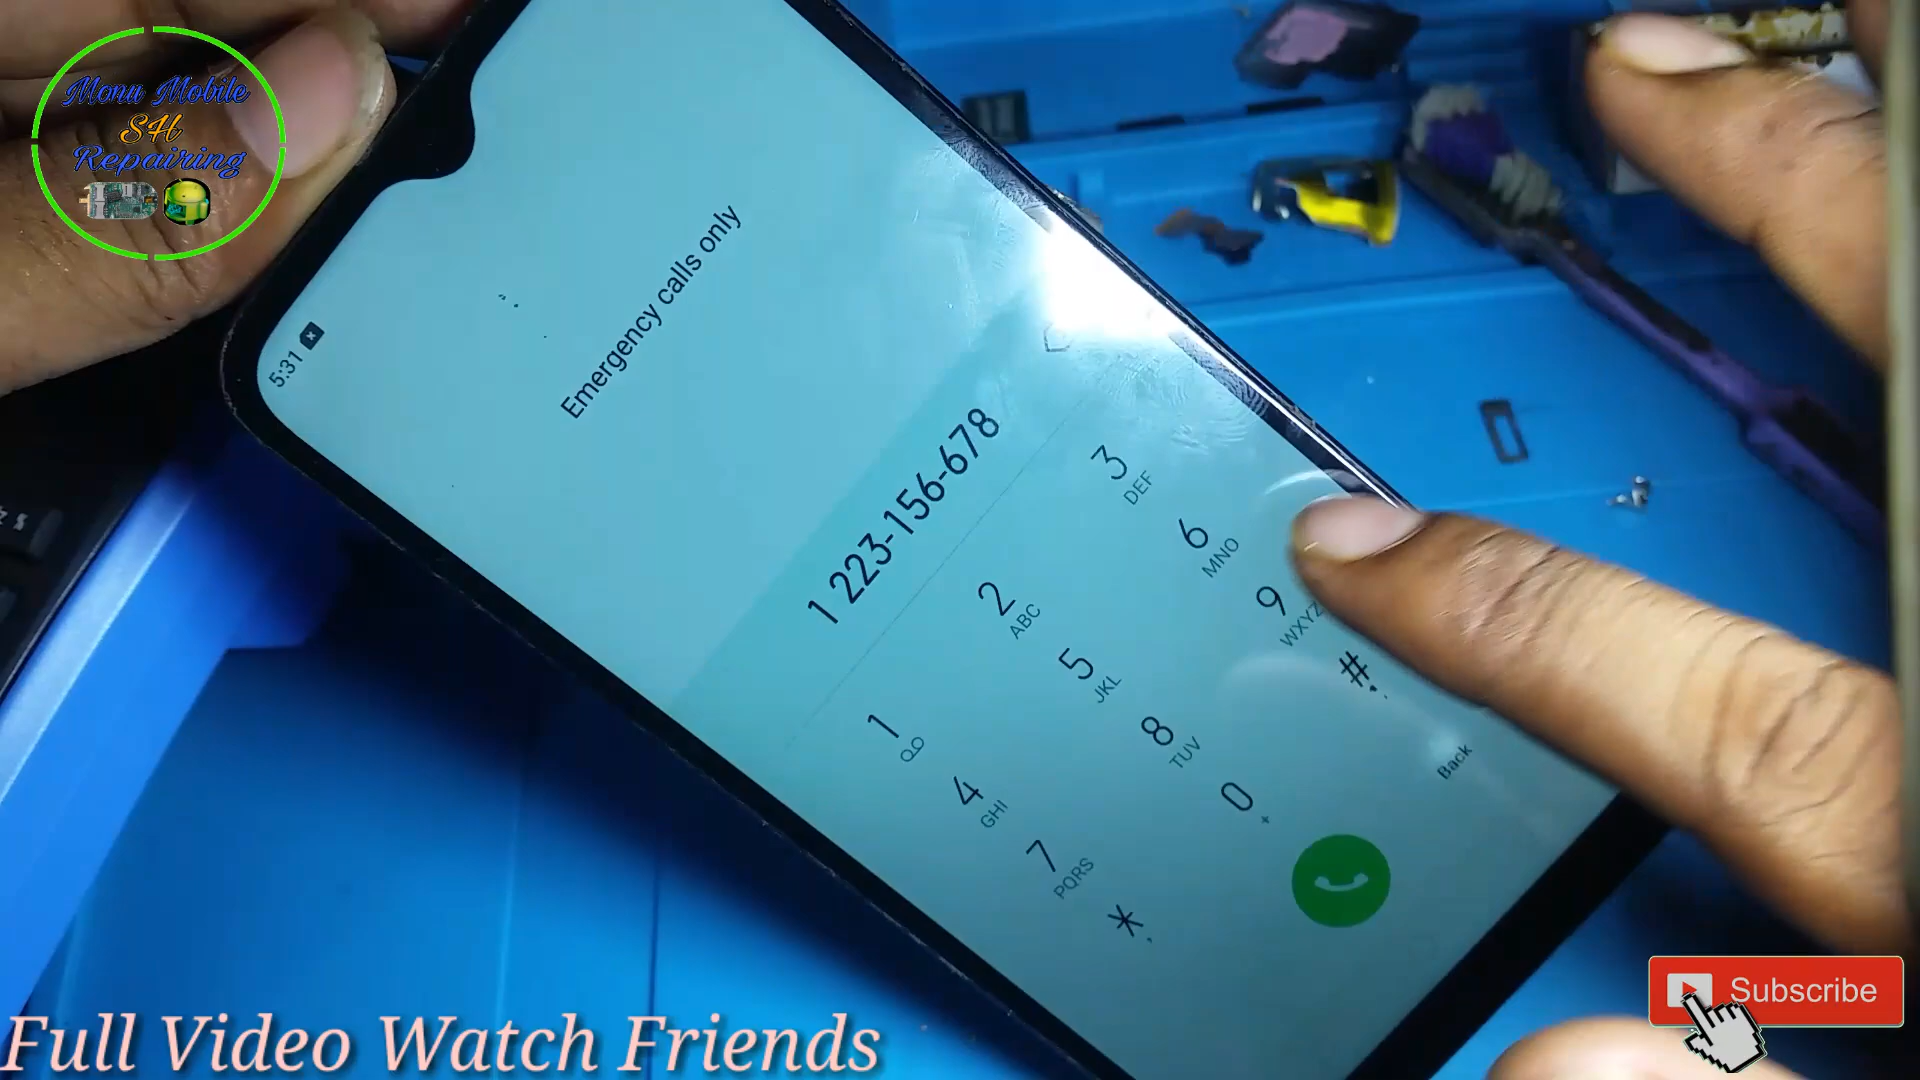 Monu Mobile
SH
Repairing
5:31
Emergency calls only
1 223-156-678
1
2 ABC
3 DEF
4 GHI
5 JKL
6 MNO
7 PQRS
8 TUV
9 WXYZ
*
0 +
#
Back
Subscribe
Full Video Watch Friends